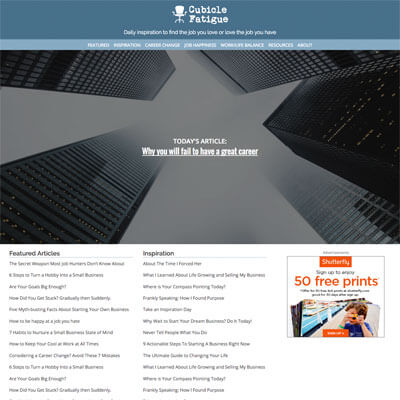 Cubicle
Fatigue
Daily inspiration to find the job you love or love the job you have
FEATURED INSPIRATION CAREER CHANGE JOB HAPPINESS WORK/LIFE BALANCE RESOURCES ABOUT
TODAY'S ARTICLE:
Why you will fail to have a great career
Featured Articles
The Secret Weapon Most Job Hunters Don't Know About
6 Steps to Turn a Hobby Into a Small Business
Are Your Goals Big Enough?
How Did You Get Stuck? Gradually then Suddenly.
Five Myth-busting Facts About Starting Your Own Business
How to be happy at a job you hate
7 Habits to Nurture a Small Business State of Mind
How to Keep Your Cool at Work at All Times
Considering a Career Change? Avoid These 7 Mistakes
6 Steps to Turn a Hobby Into a Small Business
Are Your Goals Big Enough?
How Did You Get Stuck? Gradually then Suddenly.
Inspiration
About The Time I Forced Her
What I Learned About Life Growing and Selling My Business
Where is Your Compass Pointing Today?
Frankly Speaking: How I Found Purpose
Take an Inspiration Day
Why Wait to Start Your Dream Business? Do it Today!
Never Tell People What You Do
9 Actionable Steps To Starting A Business Right Now
The Ultimate Guide to Changing Your Life
What I Learned About Life Growing and Selling My Business
Where is Your Compass Pointing Today?
Frankly Speaking: How I Found Purpose
Advertisements
Shutterfly
Sign up to enjoy
50 free prints*
SIGN UP